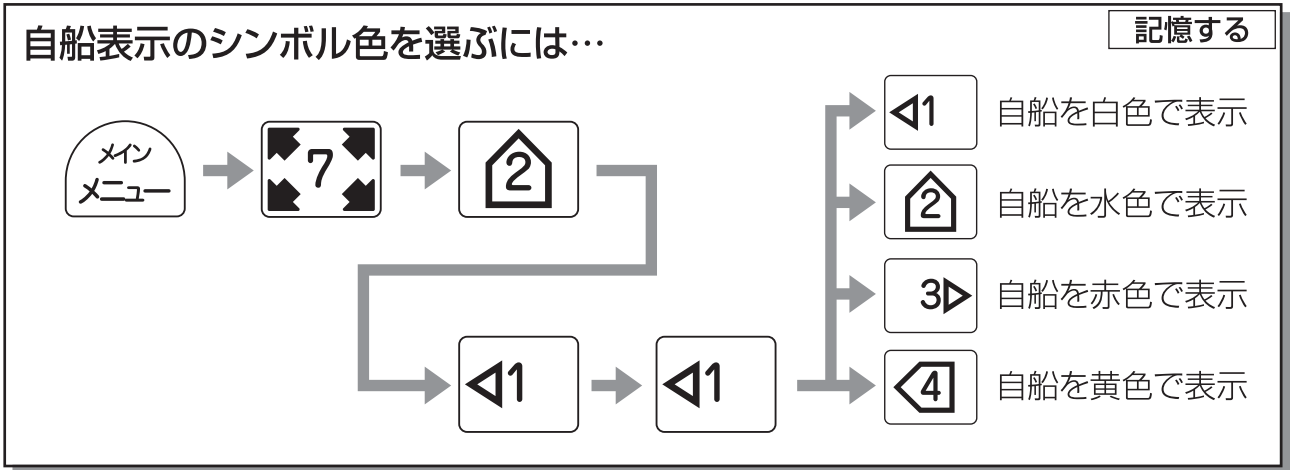 自船表示のシンボル色を選ぶには…
記憶する
メイン
メニュー
7
2
1
1
1 自船を白色で表示
2 自船を水色で表示
3 自船を赤色で表示
4 自船を黄色で表示